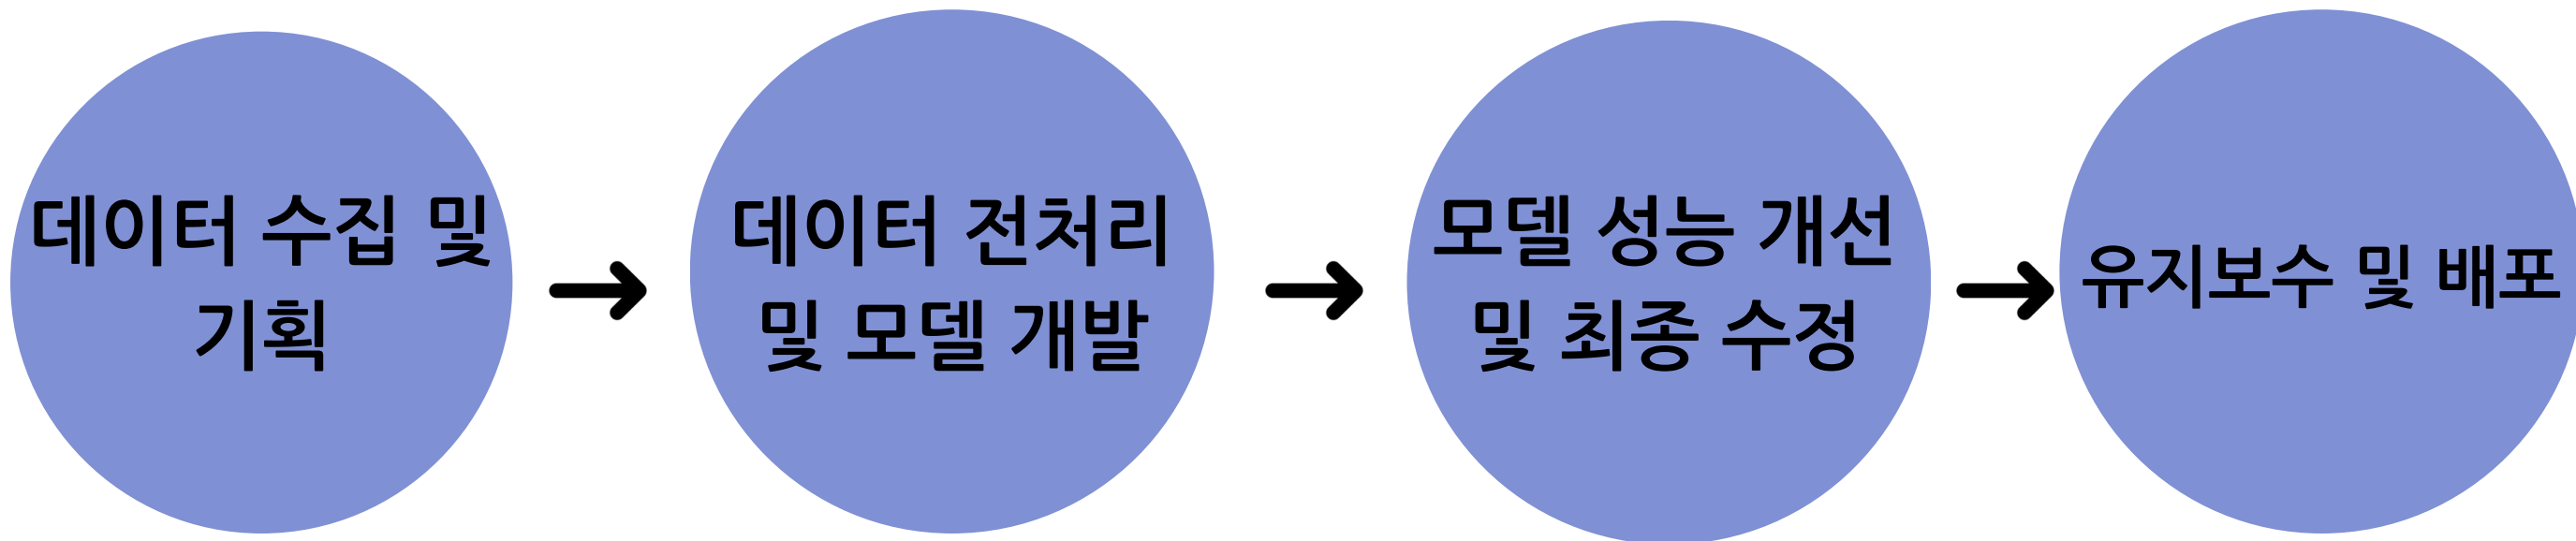 데이터 수집 및
기획
데이터 전처리
및 모델 개발
모델 성능 개선
및 최종 수정
유지보수 및 배포